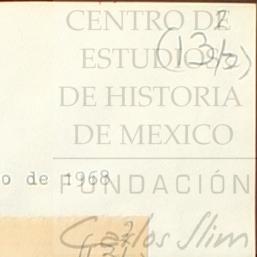 CENTRO DE
ESTUDIOS
DE HISTORIA
DE MEXICO
o de 1968
FUNDACIÓN
Carlos Slim